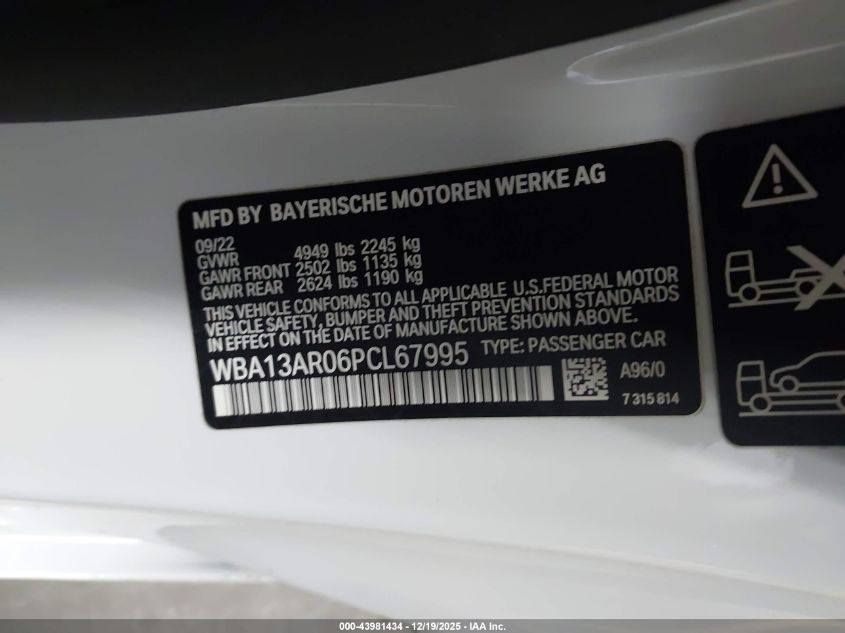 MFD BY BAYERISCHE MOTOREN WERKE AG
09/22
GVWR 4949 lbs 2245 kg
GAWR FRONT 2502 lbs 1135 kg
GAWR REAR 2624 lbs 1190 kg
THIS VEHICLE CONFORMS TO ALL APPLICABLE U.S.FEDERAL MOTOR
VEHICLE SAFETY, BUMPER AND THEFT PREVENTION STANDARDS
IN EFFECT ON THE DATE OF MANUFACTURE SHOWN ABOVE.
WBA13AR06PCL67995 TYPE: PASSENGER CAR
A96/0
7 315 814
000-43981434 - 12/19/2025 - IAA Inc.